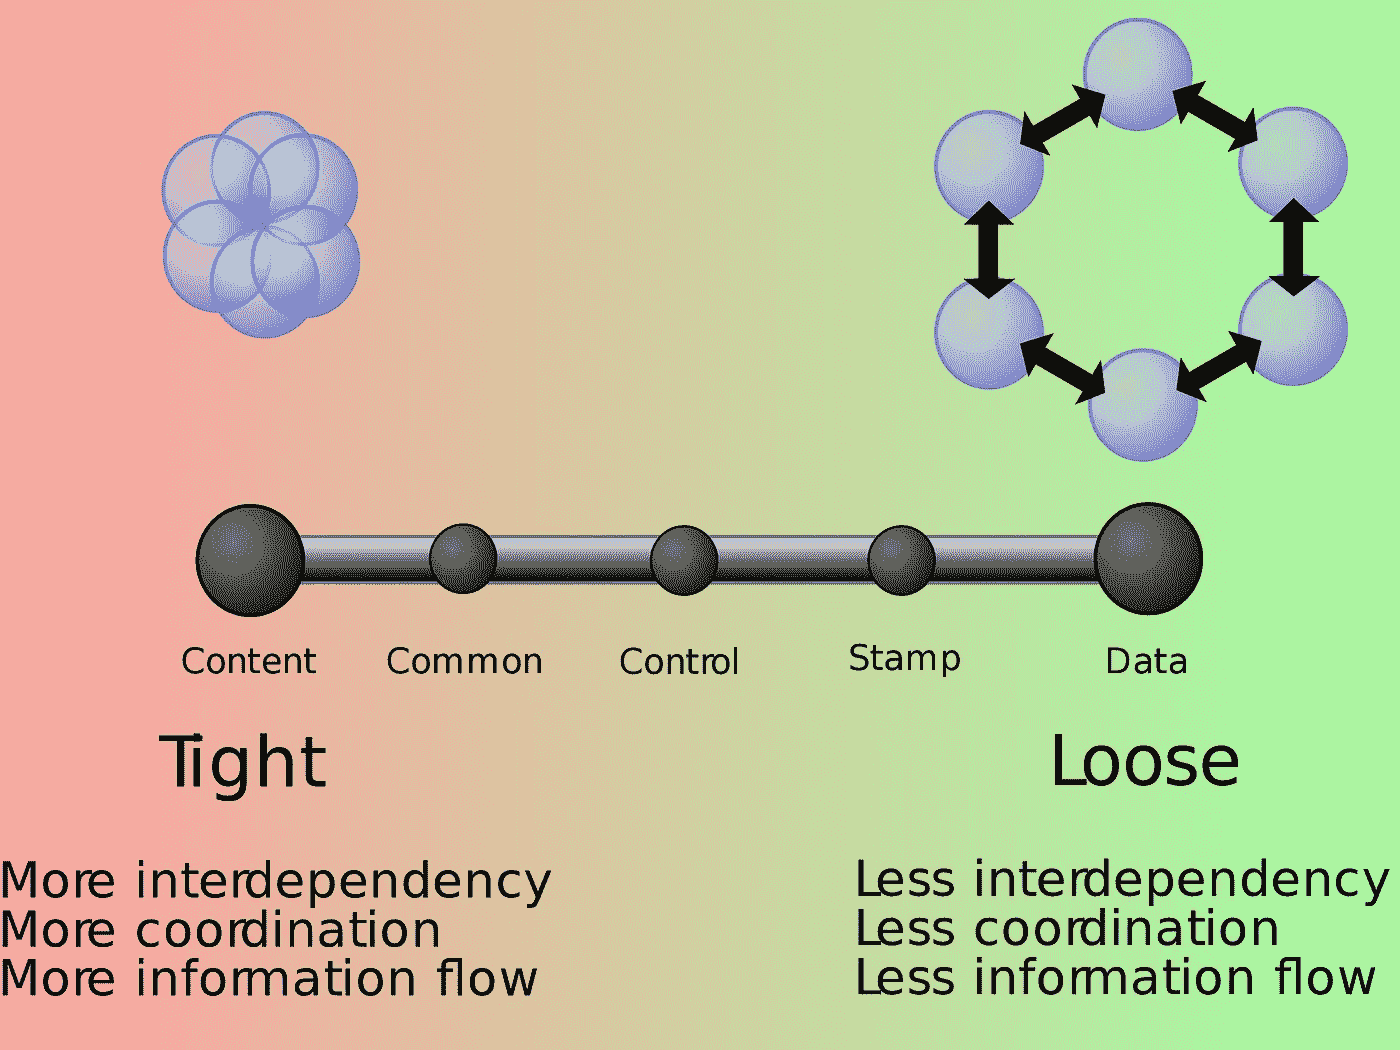 Content
Common
Control
Stamp
Data
Tight
Loose
More interdependency
More coordination
More information flow
Less interdependency
Less coordination
Less information flow